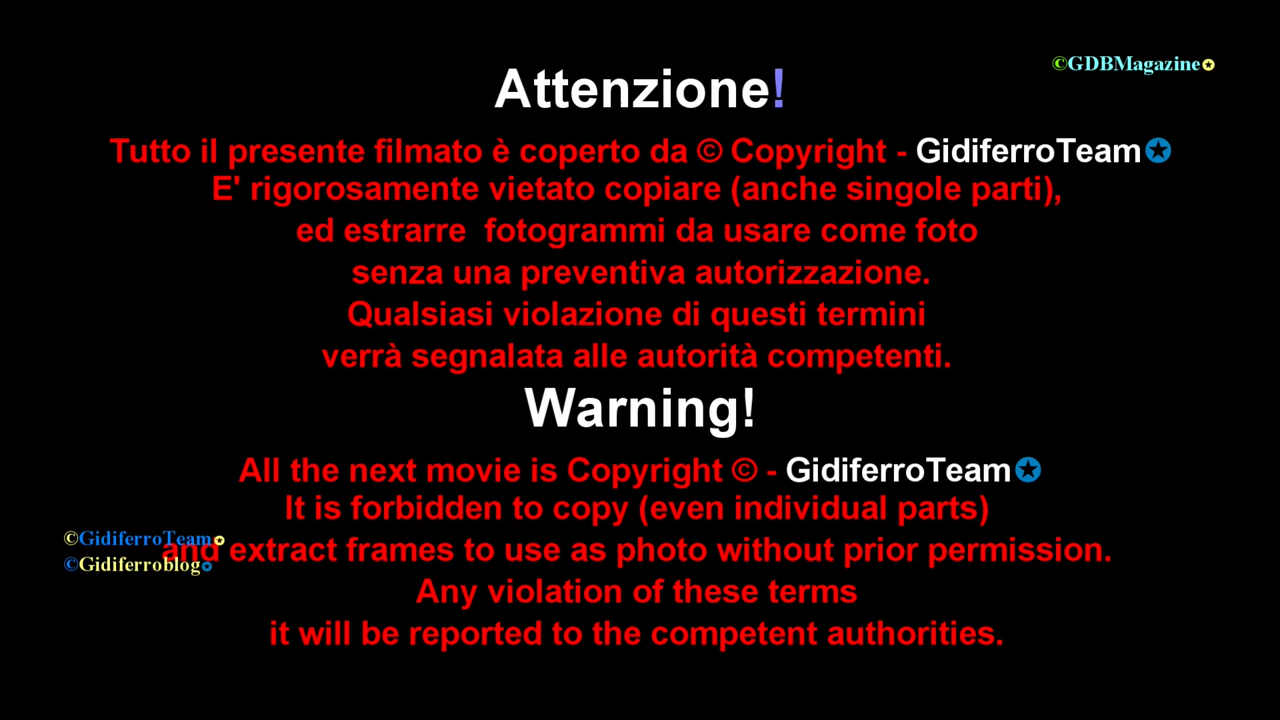 ©GDBMagazine✪
Attenzione!
Tutto il presente filmato è coperto da © Copyright - GidiferroTeam✪
E' rigorosamente vietato copiare (anche singole parti),
ed estrarre  fotogrammi da usare come foto
senza una preventiva autorizzazione.
Qualsiasi violazione di questi termini
verrà segnalata alle autorità competenti.
Warning!
All the next movie is Copyright © - GidiferroTeam✪
It is forbidden to copy (even individual parts)
©GidiferroTeam✪
and extract frames to use as photo without prior permission.
©Gidiferroblog✪
Any violation of these terms
it will be reported to the competent authorities.